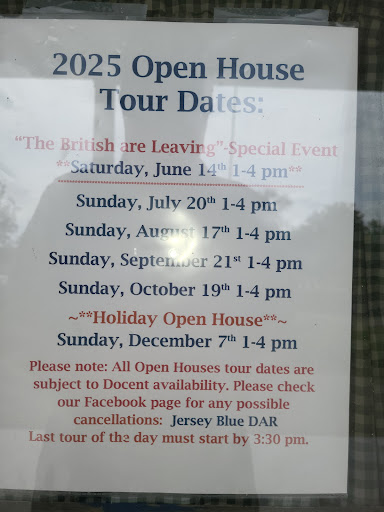 2025 Open House
Tour Dates:
"The British are Leaving"-Special Event
**Saturday, June 14th 1-4 pm**
Sunday, July 20th 1-4 pm
Sunday, August 17th 1-4 pm
Sunday, September 21st 1-4 pm
Sunday, October 19th 1-4 pm
~**Holiday Open House**~
Sunday, December 7th 1-4 pm
Please note: All Open Houses tour dates are
subject to Docent availability. Please check
our Facebook page for any possible
cancellations: Jersey Blue DAR
Last tour of th2 day must start by 3:30 pm.